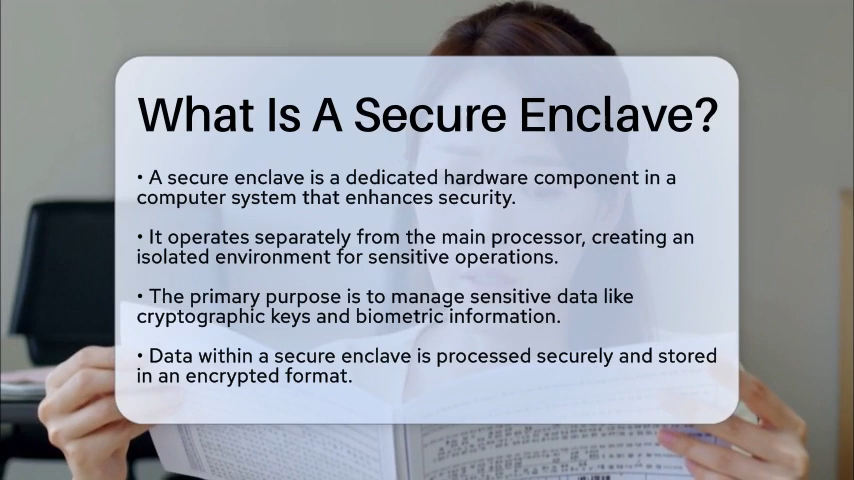 What Is A Secure Enclave?
• A secure enclave is a dedicated hardware component in a
computer system that enhances security.
• It operates separately from the main processor, creating an
isolated environment for sensitive operations.
• The primary purpose is to manage sensitive data like
cryptographic keys and biometric information.
• Data within a secure enclave is processed securely and stored
in an encrypted format.